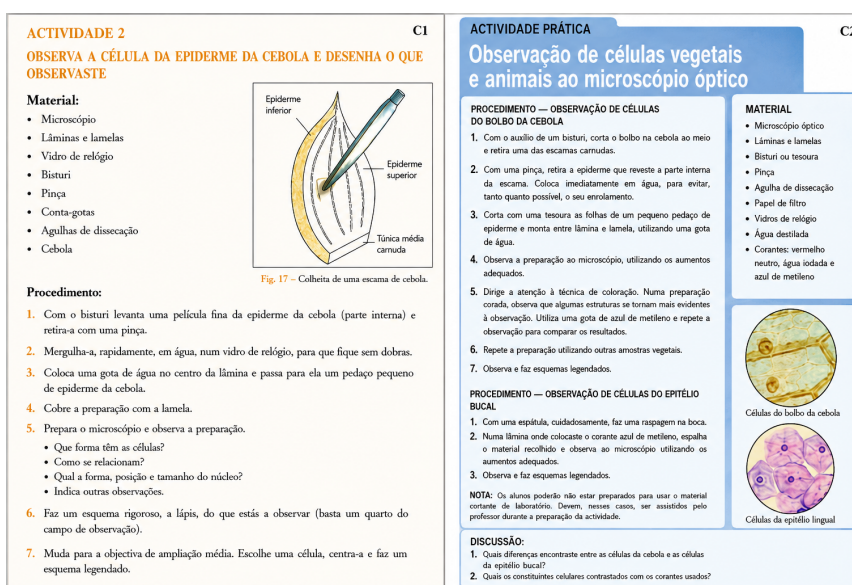 ACTIVIDADE 2
C1
OBSERVA A CÉLULA DA EPIDERME DA CEBOLA E DESENHA O QUE
OBSERVASTE
Material:
• Microscópio
• Lâminas e lamelas
• Vidro de relógio
• Bisturi
• Pinça
• Conta-gotas
• Agulhas de dissecação
• Cebola
Epiderme
inferior
Epiderme
superior
Túnica média
carnuda
Fig. 17 – Colheita de uma escama de cebola.
Procedimento:
1. Com o bisturi levanta uma película fina da epiderme da cebola (parte interna) e
retira-a com uma pinça.
2. Mergulha-a, rapidamente, em água, num vidro de relógio, para que fique sem dobras.
3. Coloca uma gota de água no centro da lâmina e passa para ela um pedaço pequeno
de epiderme da cebola.
4. Cobre a preparação com a lamela.
5. Prepara o microscópio e observa a preparação.
• Que forma têm as células?
• Como se relacionam?
• Qual a forma, posição e tamanho do núcleo?
• Indica outras observações.
6. Faz um esquema rigoroso, a lápis, do que estás a observar (basta um quarto do
campo de observação).
7. Muda para a objectiva de ampliação média. Escolhe uma célula, centra-a e faz um
esquema legendado.
ACTIVIDADE PRÁTICA
C2
Observação de células vegetais
e animais ao microscópio óptico
PROCEDIMENTO — OBSERVAÇÃO DE CÉLULAS
DO BOLBO DA CEBOLA
1. Com o auxílio de um bisturi, corta o bolbo na cebola ao meio
e retira uma das escamas carnudas.
2. Com uma pinça, retira a epiderme que reveste a parte interna
da escama. Coloca imediatamente em água, para evitar,
tanto quanto possível, o seu enrolamento.
3. Corta com uma tesoura as folhas de um pequeno pedaço de
epiderme e monta entre lâmina e lamela, utilizando uma gota
de água.
4. Observa a preparação ao microscópio, utilizando os aumentos
adequados.
5. Dirige a atenção à técnica de coloração. Numa preparação
corada, observa que algumas estruturas se tornam mais evidentes
à observação. Utiliza uma gota de azul de metileno e repete a
observação para comparar os resultados.
6. Repete a preparação utilizando outras amostras vegetais.
7. Observa e faz esquemas legendados.
PROCEDIMENTO — OBSERVAÇÃO DE CÉLULAS DO EPITÉLIO
BUCAL
1. Com uma espátula, cuidadosamente, faz uma raspagem na boca.
2. Numa lâmina onde colocaste o corante azul de metileno, espalha
o material recolhido e observa ao microscópio utilizando os
aumentos adequados.
3. Observa e faz esquemas legendados.
NOTA: Os alunos poderão não estar preparados para usar o material
cortante de laboratório. Devem, nesses casos, ser assistidos pelo
professor durante a preparação da actividade.
MATERIAL
• Microscópio óptico
• Láminas e lamelas
• Bisturi ou tesoura
• Pinça
• Agulha de dissecação
• Papel de filtro
• Vidros de relógio
• Água destilada
• Corantes: vermelho
neutro, água iodada e
azul de metileno
Células do bolbo da cebola
Células da epitélio lingual
DISCUSSÃO:
1. Quais diferenças encontraste entre as células da cebola e as células
da epitélio bucal?
2. Quais os constituintes celulares contrastados com os corantes usados?